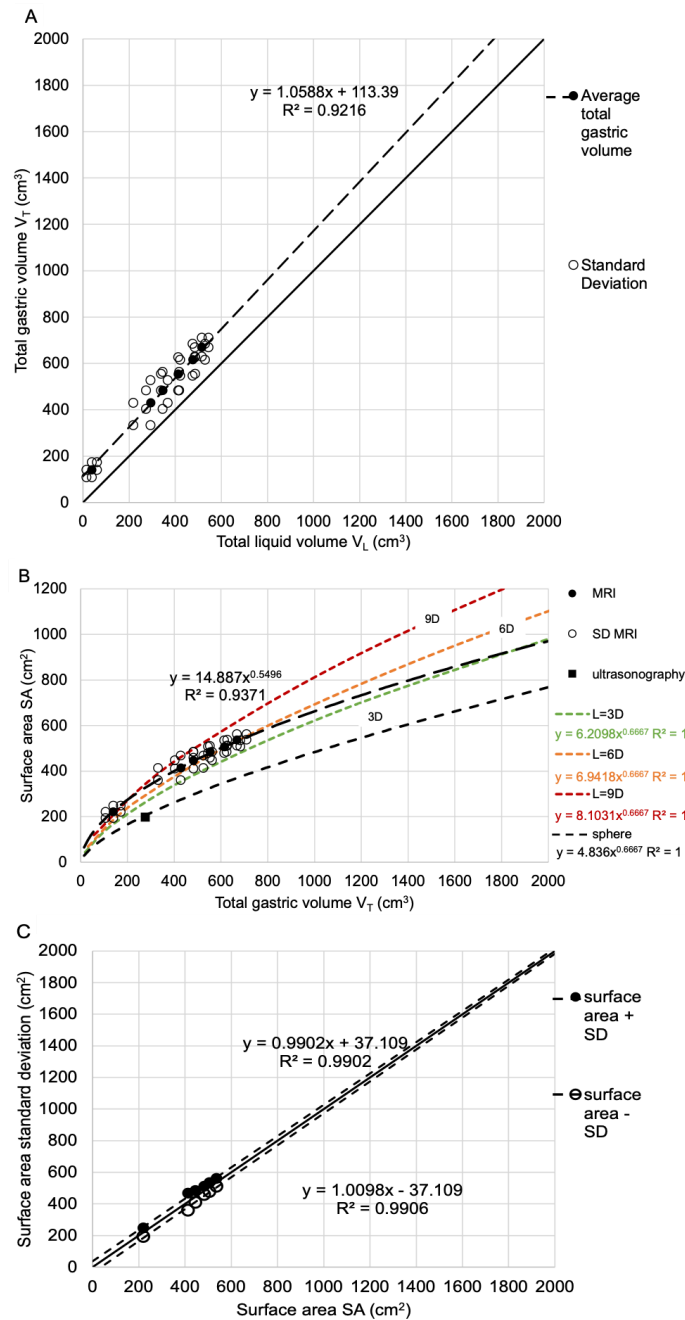 A
2000
1800
1600
1400
1200
1000
800
600
400
200
0
Total gastric volume V_T (cm³)
y = 1.0588x + 113.39
R² = 0.9216
Average
total
gastric
volume
Standard
Deviation
0 200 400 600 800 1000 1200 1400 1600 1800 2000
Total liquid volume V_L (cm³)
B
1200
1000
800
600
400
200
0
Surface area SA (cm²)
y = 14.887x^0.5496
R² = 0.9371
9D
6D
3D
MRI
SD MRI
ultrasonography
L=3D
y = 6.2098x^0.6667 R² = 1
L=6D
y = 6.9418x^0.6667 R² = 1
L=9D
y = 8.1031x^0.6667 R² = 1
sphere
y = 4.836x^0.6667 R² = 1
0 200 400 600 800 1000 1200 1400 1600 1800 2000
Total gastric volume V_T (cm³)
C
2000
1800
1600
1400
1200
1000
800
600
400
200
0
Surface area standard deviation (cm²)
y = 0.9902x + 37.109
R² = 0.9902
y = 1.0098x - 37.109
R² = 0.9906
surface
area +
SD
surface
area -
SD
0 200 400 600 800 1000 1200 1400 1600 1800 2000
Surface area SA (cm²)